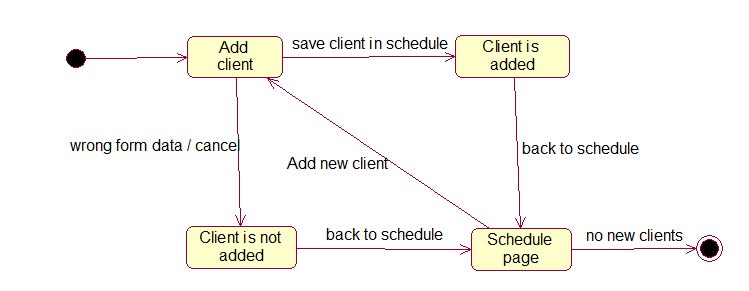 Add
client
save client in schedule
Client is
added
wrong form data / cancel
Add new client
back to schedule
Client is not
added
back to schedule
Schedule
page
no new clients